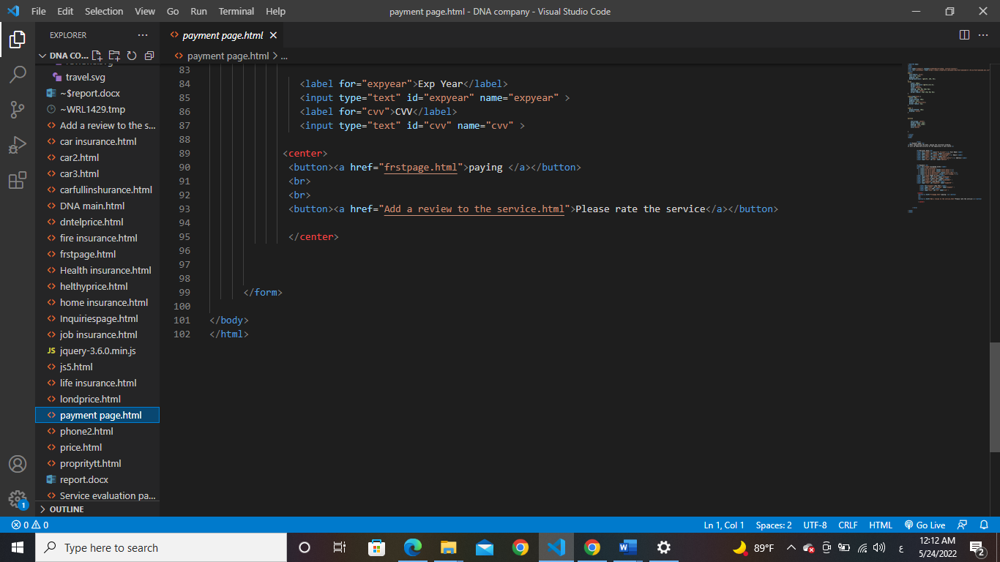 File Edit Selection View Go Run Terminal Help
payment page.html - DNA company - Visual Studio Code
EXPLORER
payment page.html
DNA CO...
payment page.html > ...
travel.svg
~$report.docx
~WRL1429.tmp
Add a review to the s...
car insurance.html
car2.html
car3.html
carfullinshurance.html
DNA main.html
dntelprice.html
fire insurance.html
frstpage.html
Health insurance.html
helthyprice.html
home insurance.html
Inquiriespage.html
job insurance.html
JS jquery-3.6.0.min.js
js5.html
life insurance.html
londprice.html
payment page.html
phone2.html
price.html
propritytt.html
report.docx
Service evaluation pa...
OUTLINE
83
84 <label for="expyear">Exp Year</label>
85 <input type="text" id="expyear" name="expyear" >
86 <label for="cvv">CVV</label>
87 <input type="text" id="cvv" name="cvv" >
88
89 <center>
90 <button><a href="frstpage.html">paying </a></button>
91 <br>
92 <br>
93 <button><a href="Add a review to the service.html">Please rate the service</a></button>
94
95 </center>
96
97
98
99 </form>
100
101 </body>
102 </html>
1
0 0
Ln 1, Col 1 Spaces: 2 UTF-8 CRLF HTML Go Live
Type here to search
89°F
ع
12:12 AM
5/24/2022
2